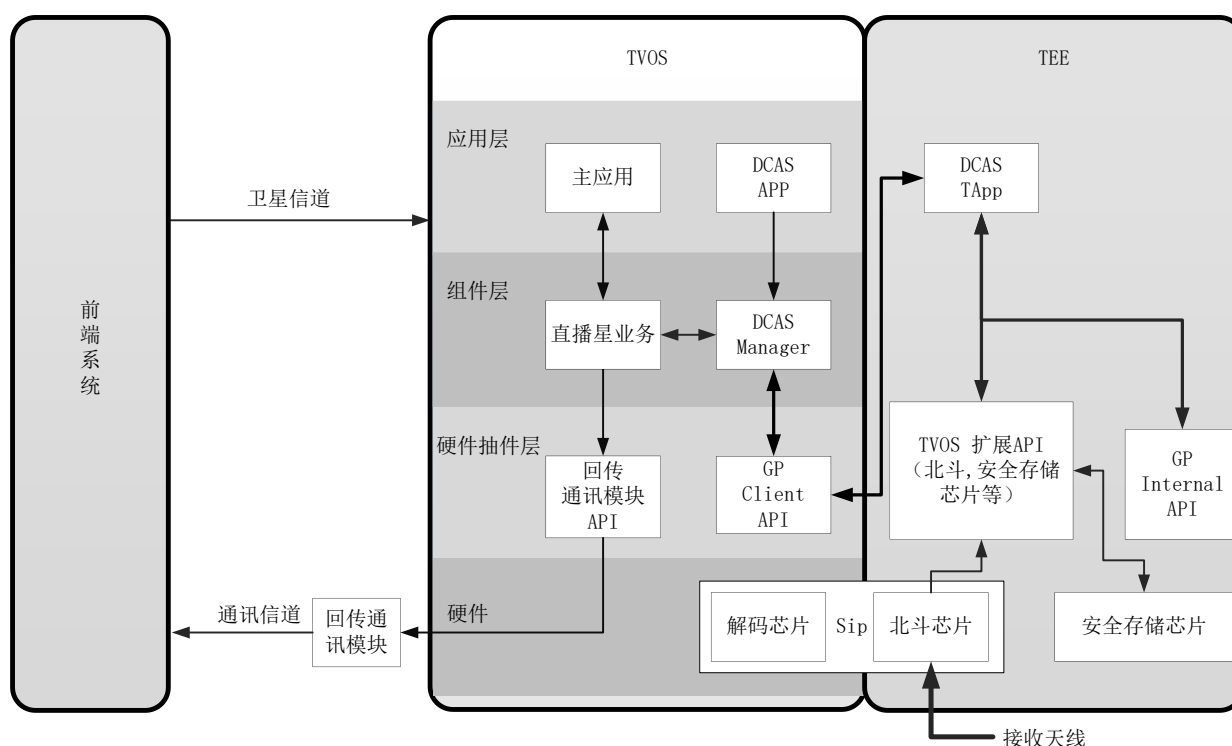 TVOS
TEE
应用层
主应用
DCAS
APP
DCAS
TApp
卫星信道
组件层
直播星业务
DCAS
Manager
前
端
系
统
硬件抽件层
回传
通讯模块
API
GP
Client
API
TVOS 扩展API
（北斗,安全存储
芯片等）
GP
Internal
API
通讯信道
回传通
讯模块
硬件
解码芯片
Sip
北斗芯片
安全存储芯片
接收天线